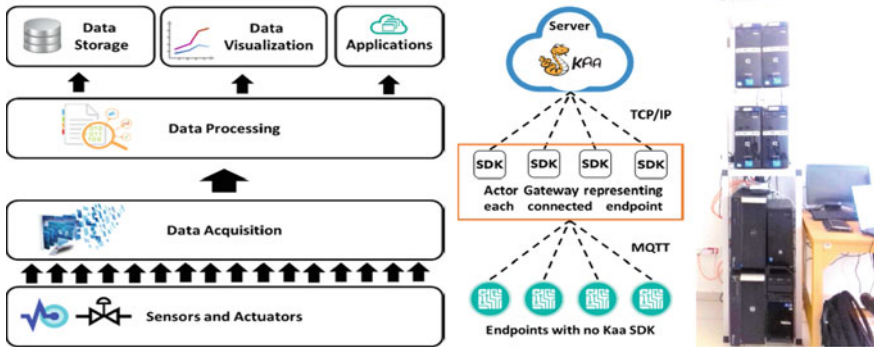 Data
Storage
Data
Visualization
Applications
Data Processing
Data Acquisition
Sensors and Actuators
Server
KAA
TCP/IP
SDK SDK SDK SDK
Actor Gateway representing
each connected endpoint
MQTT
Endpoints with no Kaa SDK